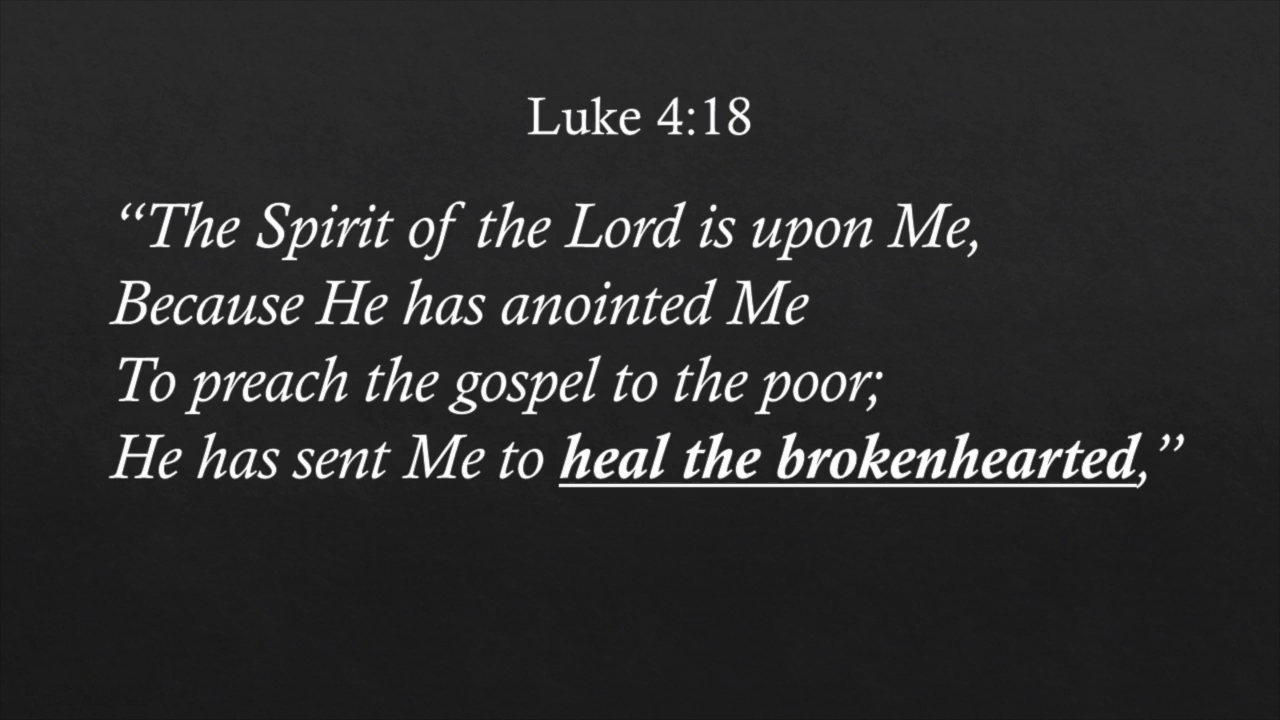 Luke 4:18
“The Spirit of the Lord is upon Me,
Because He has anointed Me
To preach the gospel to the poor;
He has sent Me to heal the brokenhearted,”